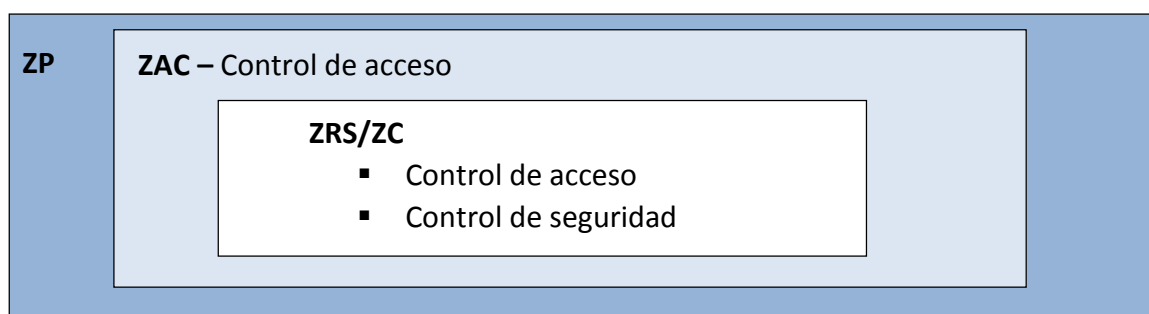 ZP
ZAC – Control de acceso
ZRS/ZC
▪ Control de acceso
▪ Control de seguridad